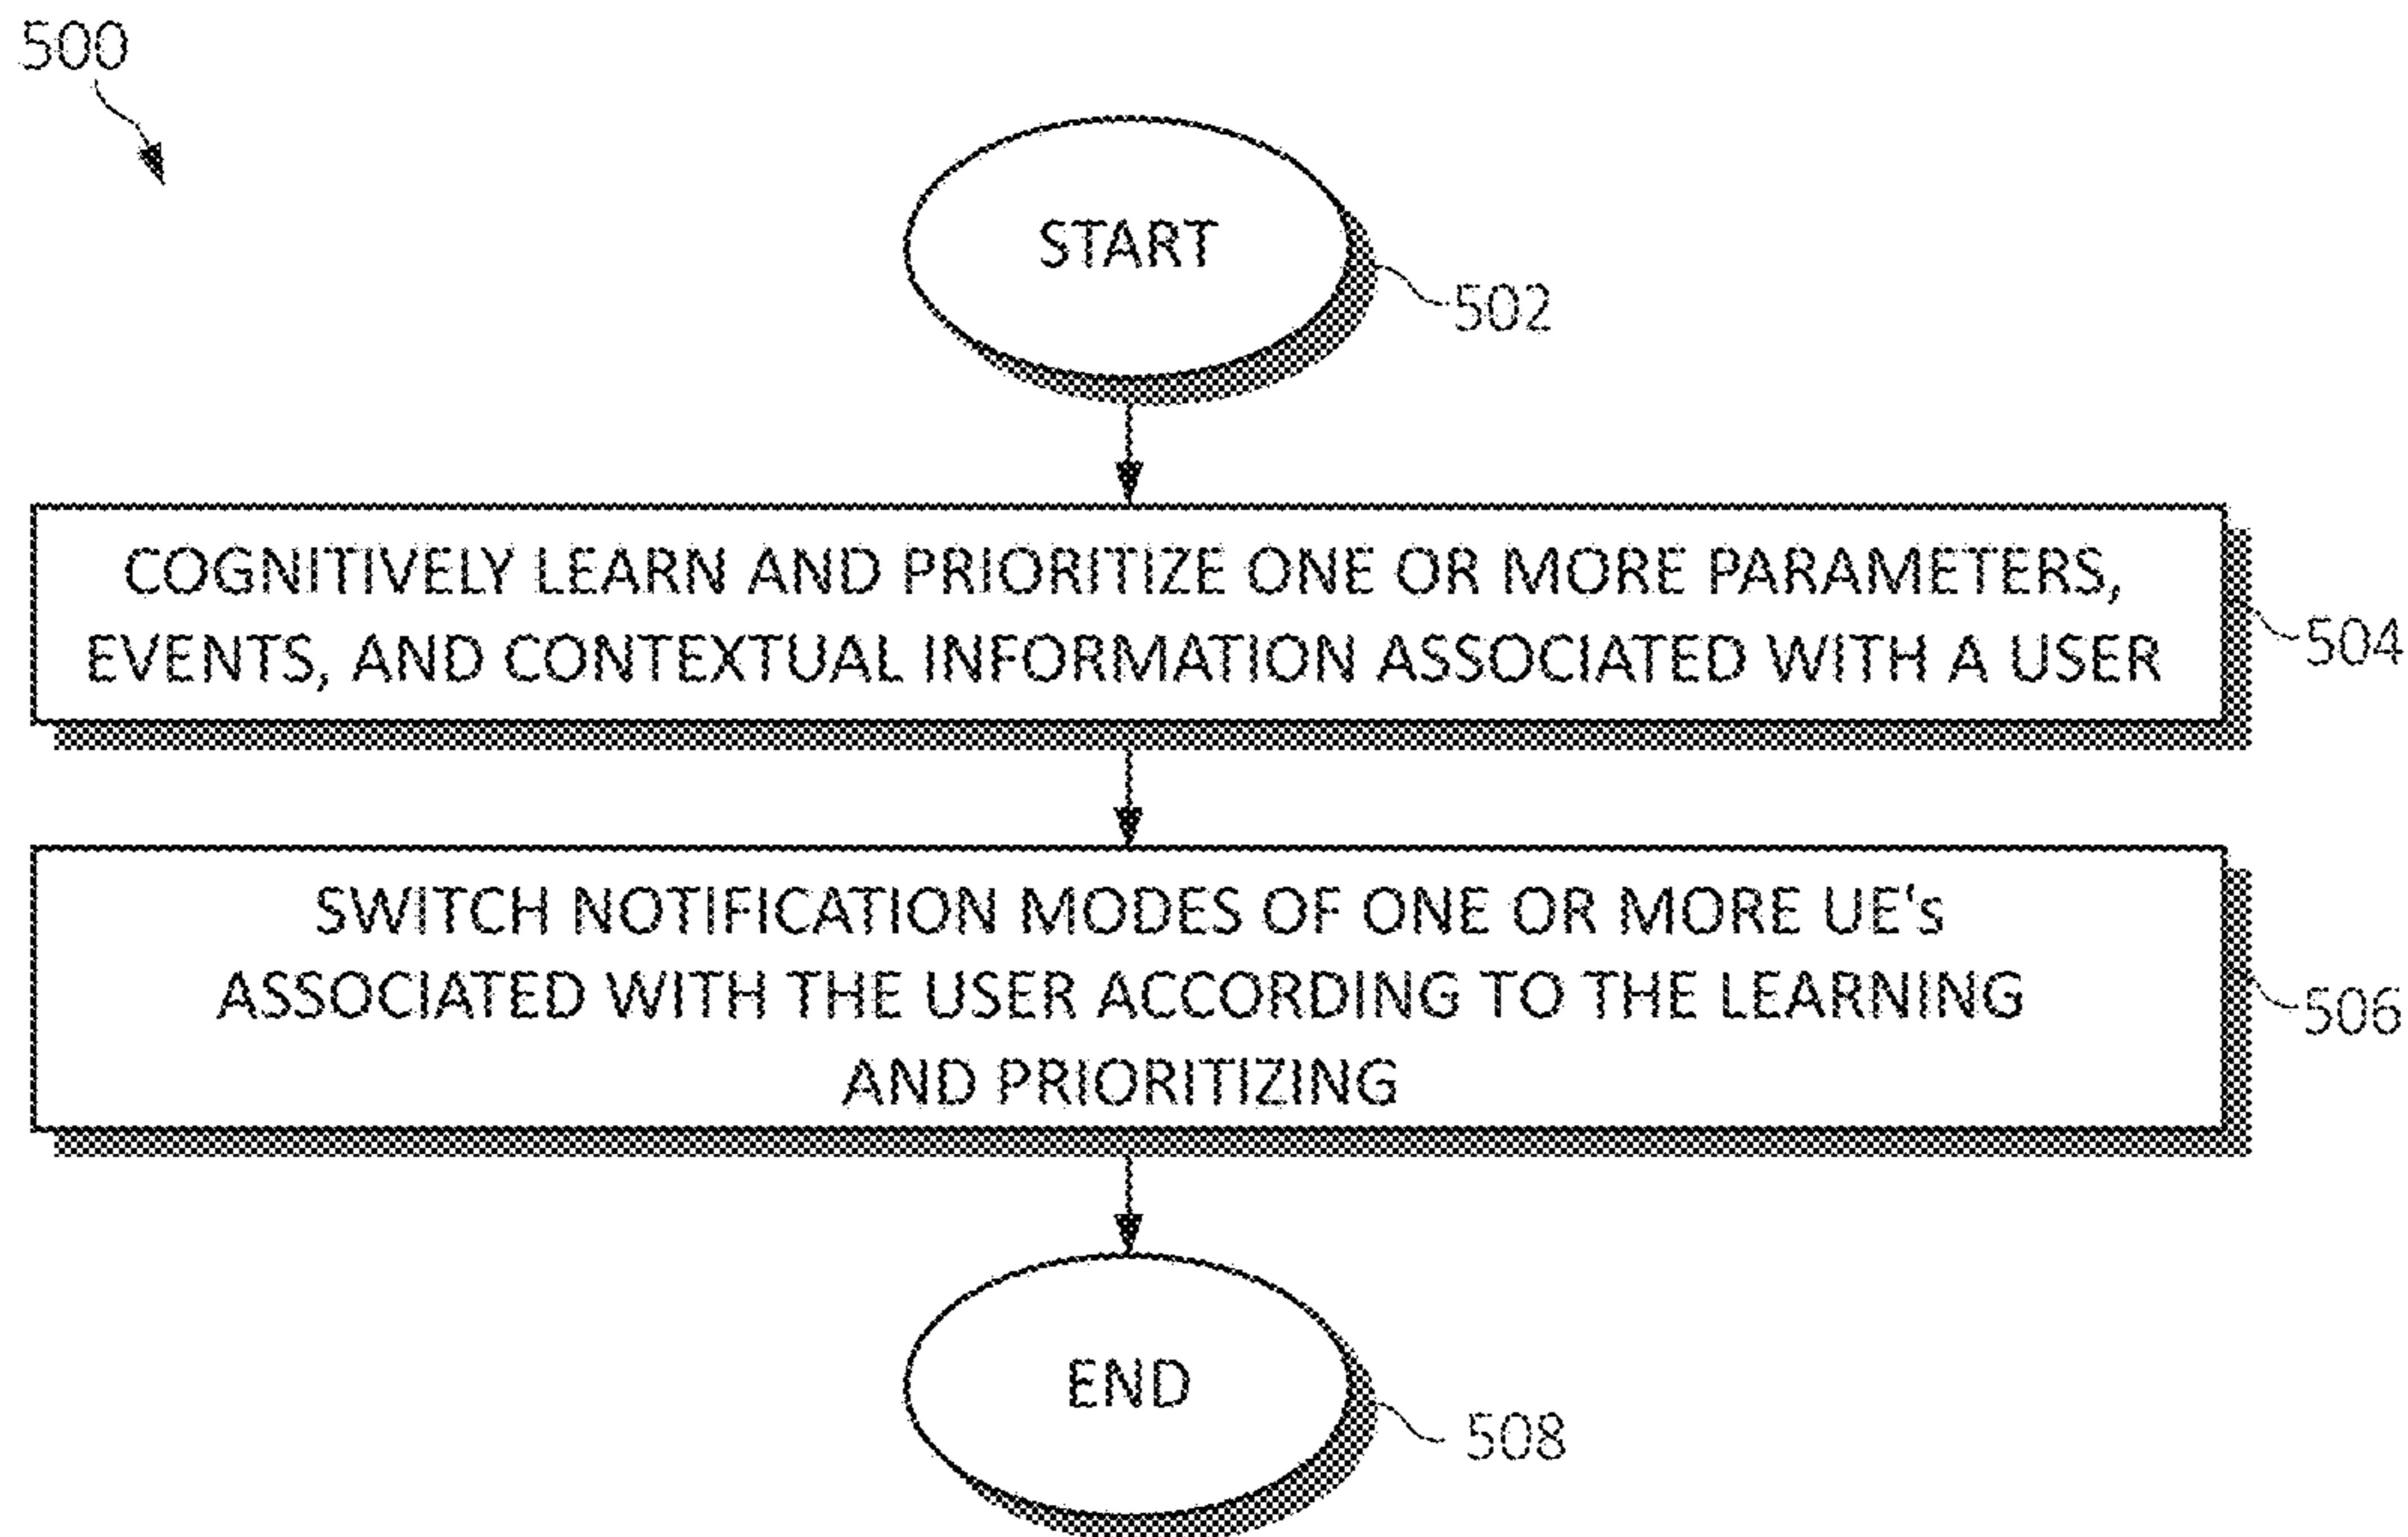 500
START
502
COGNITIVELY LEARN AND PRIORITIZE ONE OR MORE PARAMETERS,
EVENTS, AND CONTEXTUAL INFORMATION ASSOCIATED WITH A USER
504
SWITCH NOTIFICATION MODES OF ONE OR MORE UE's
ASSOCIATED WITH THE USER ACCORDING TO THE LEARNING
AND PRIORITIZING
506
END
508